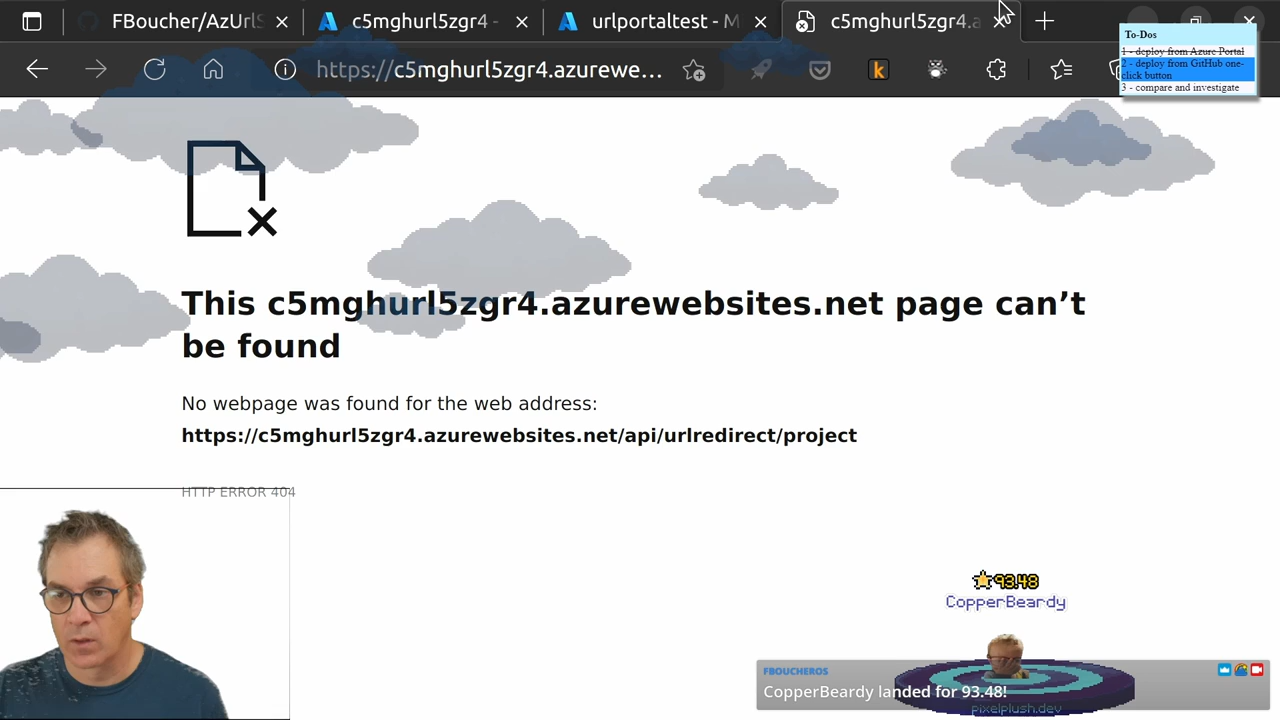 FBoucher/AzUrlS
c5mghurl5zgr4 -
urlportaltest - M
c5mghurl5zgr4.a
https://c5mghurl5zgr4.azurewe...
To-Dos
1 - deploy from Azure Portal
2 - deploy from GitHub one-
click button
3 - compare and investigate
This c5mghurl5zgr4.azurewebsites.net page can’t
be found
No webpage was found for the web address:
https://c5mghurl5zgr4.azurewebsites.net/api/urlredirect/project
HTTP ERROR 404
93.48
CopperBeardy
FBOUCHEROS
CopperBeardy landed for 93.48!
pixelplush.dev